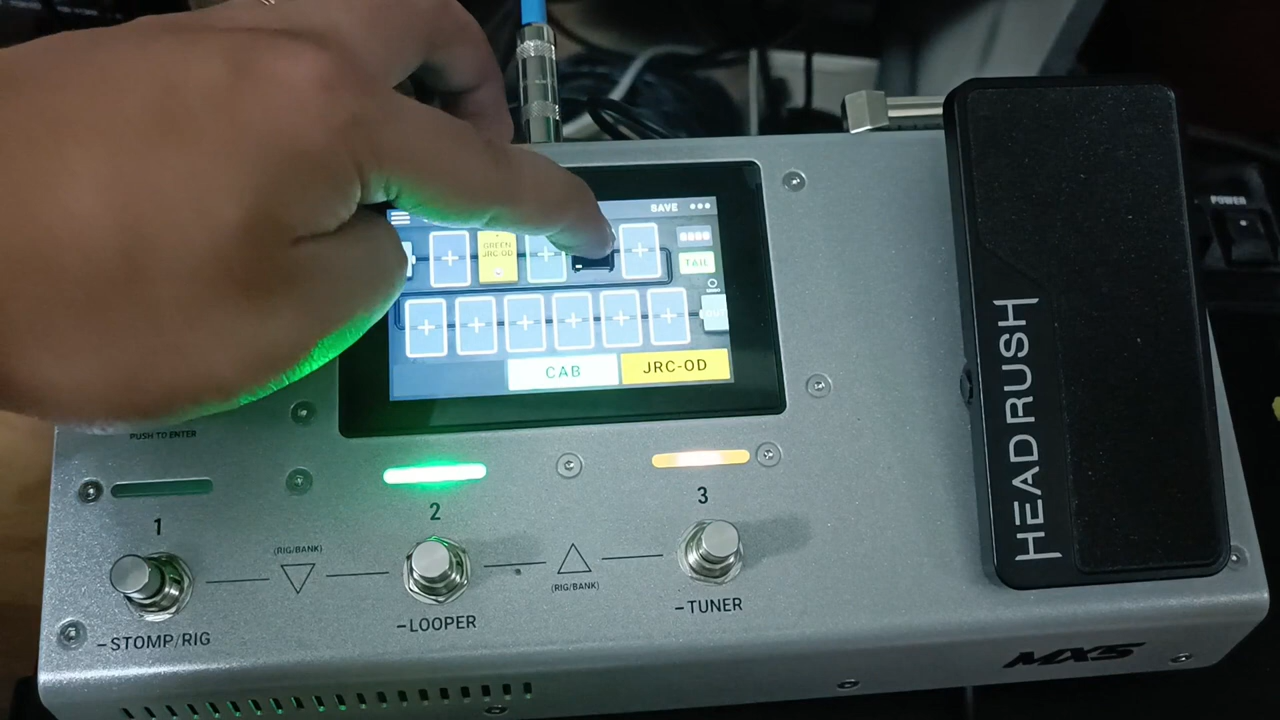 SAVE
GREEN
JRC-OD
TAIL
OUT
CAB
JRC-OD
PUSH TO ENTER
1
2
3
(RIG/BANK)
(RIG/BANK)
–STOMP/RIG
–LOOPER
–TUNER
HEADRUSH
MX5
POWER